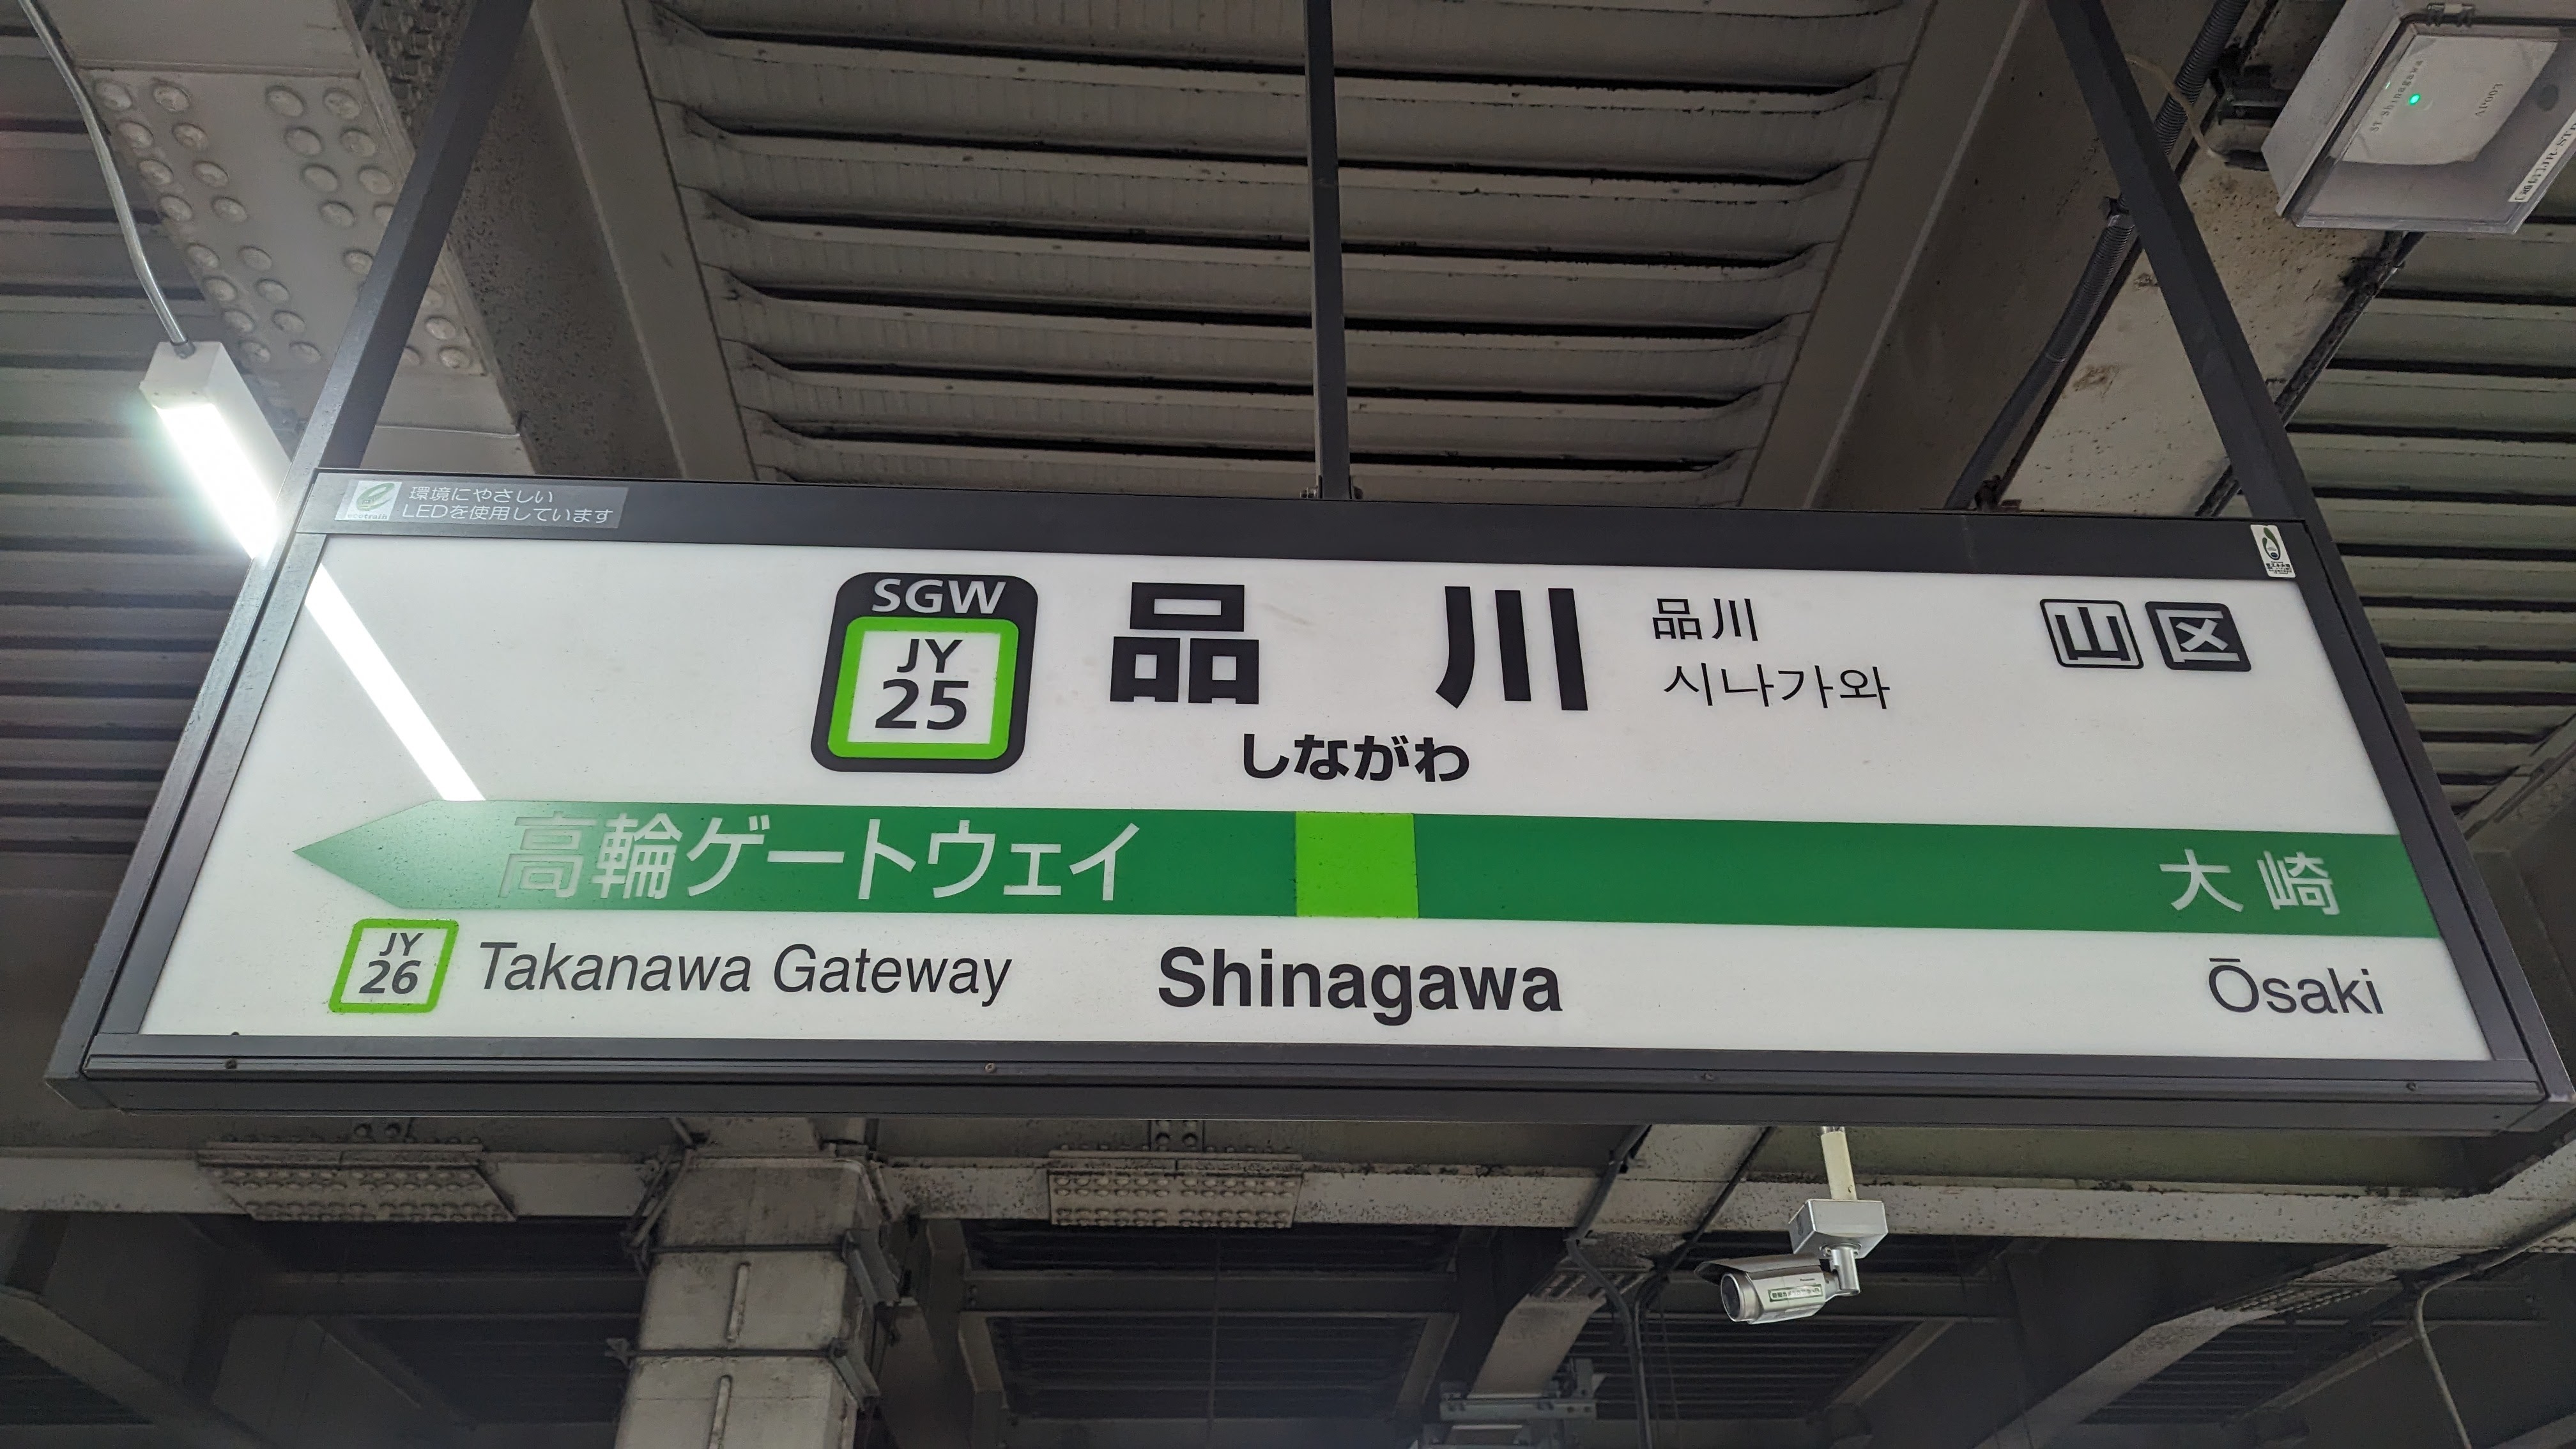 環境にやさしい
LEDを使用しています
SGW
JY
25
品川
しながわ
品川
시나가와
山 区
高輪ゲートウェイ
大崎
JY
26
Takanawa Gateway
Shinagawa
Ōsaki